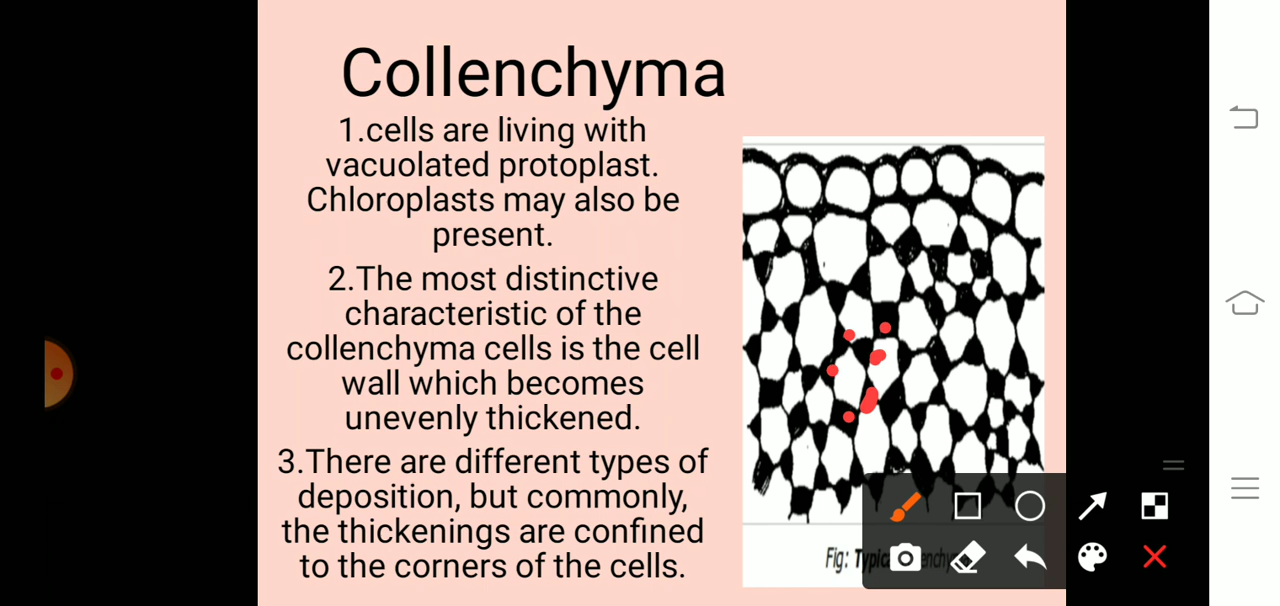 Collenchyma
1.cells are living with
vacuolated protoplast.
Chloroplasts may also be
present.
2.The most distinctive
characteristic of the
collenchyma cells is the cell
wall which becomes
unevenly thickened.
3.There are different types of
deposition, but commonly,
the thickenings are confined
to the corners of the cells.
Fig: